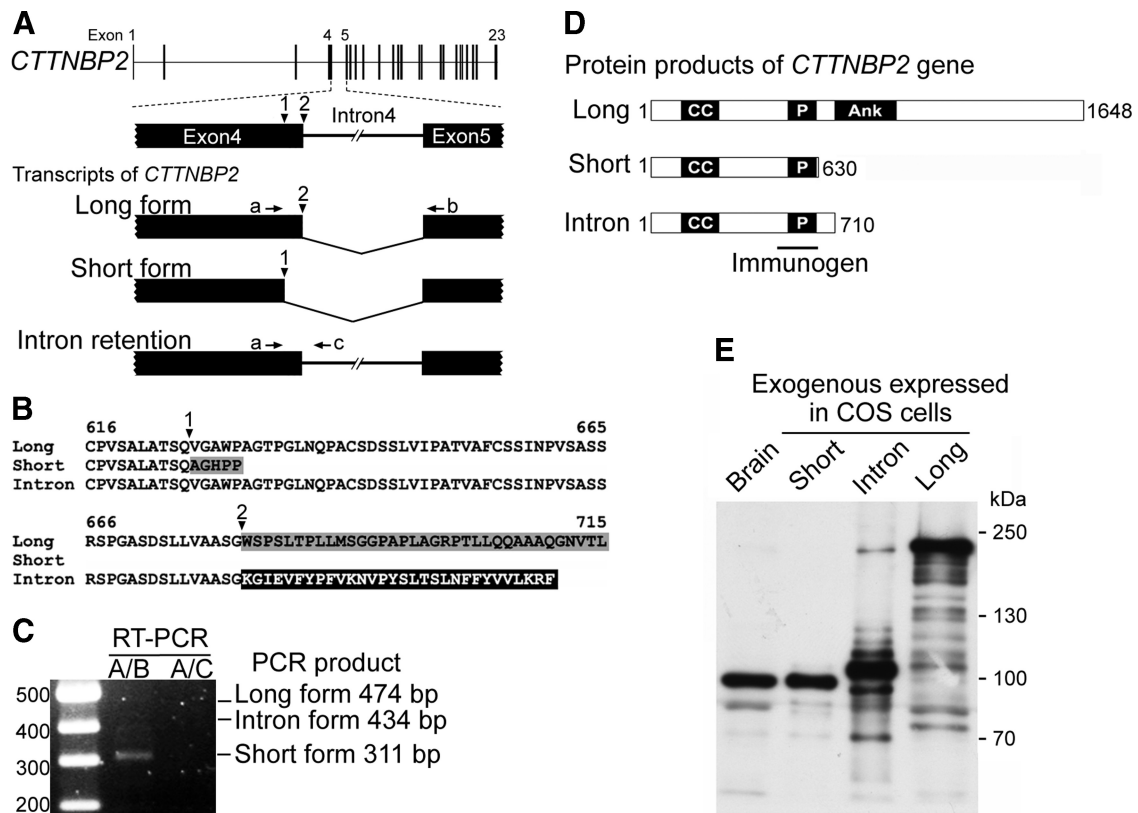 A
Exon 1 4 5 23
CTTNBP2
1 2 Intron4
Exon4 Exon5
Transcripts of CTTNBP2
Long form a 2 b
Short form 1
Intron retention a c
B
1
616 665
Long CPVSALATSQVGAWPAGTPGLNQPACSDSSLVIPATVAFCSSINPVSASS
Short CPVSALATSQAGHPP
Intron CPVSALATSQVGAWPAGTPGLNQPACSDSSLVIPATVAFCSSINPVSASS
666 2 715
Long RSPGASDSLLVAASGWSPSLTPLLMSGGPAPLAGRPTLLQQAAAQGNVTL
Short
Intron RSPGASDSLLVAASGKGIEVFYPFVKNVPYSLTSLNFFYVVLKRF
C
RT-PCR
A/B A/C PCR product
500 Long form 474 bp
400 Intron form 434 bp
300 Short form 311 bp
200
D
Protein products of CTTNBP2 gene
Long 1 CC P Ank 1648
Short 1 CC P 630
Intron 1 CC P 710
Immunogen
E
Exogenous expressed
in COS cells
Brain Short Intron Long
kDa
250
130
100
70